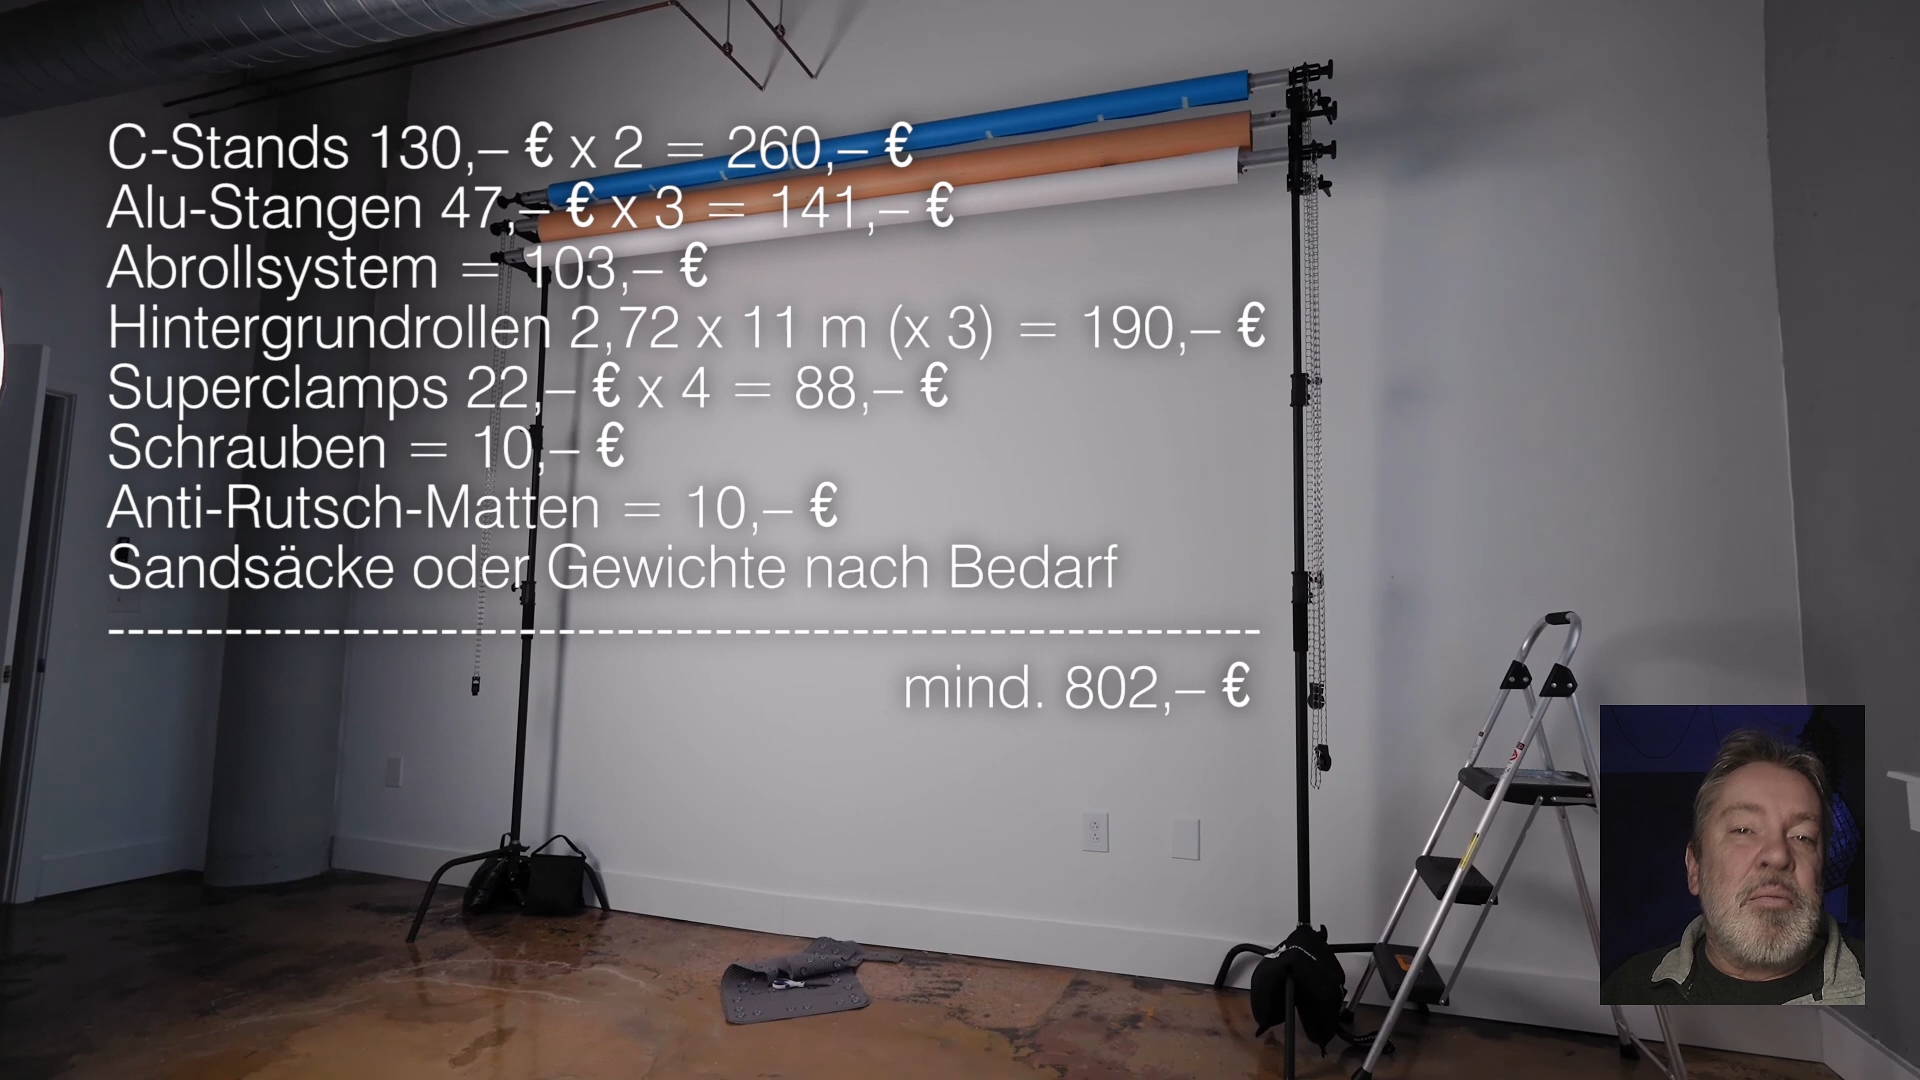 C-Stands 130,– € x 2 = 260,– €
Alu-Stangen 47,– € x 3 = 141,– €
Abrollsystem = 103,– €
Hintergrundrollen 2,72 x 11 m (x 3) = 190,– €
Superclamps 22,– € x 4 = 88,– €
Schrauben = 10,– €
Anti-Rutsch-Matten = 10,– €
Sandsäcke oder Gewichte nach Bedarf
-----------------------------------------------------------
mind. 802,– €